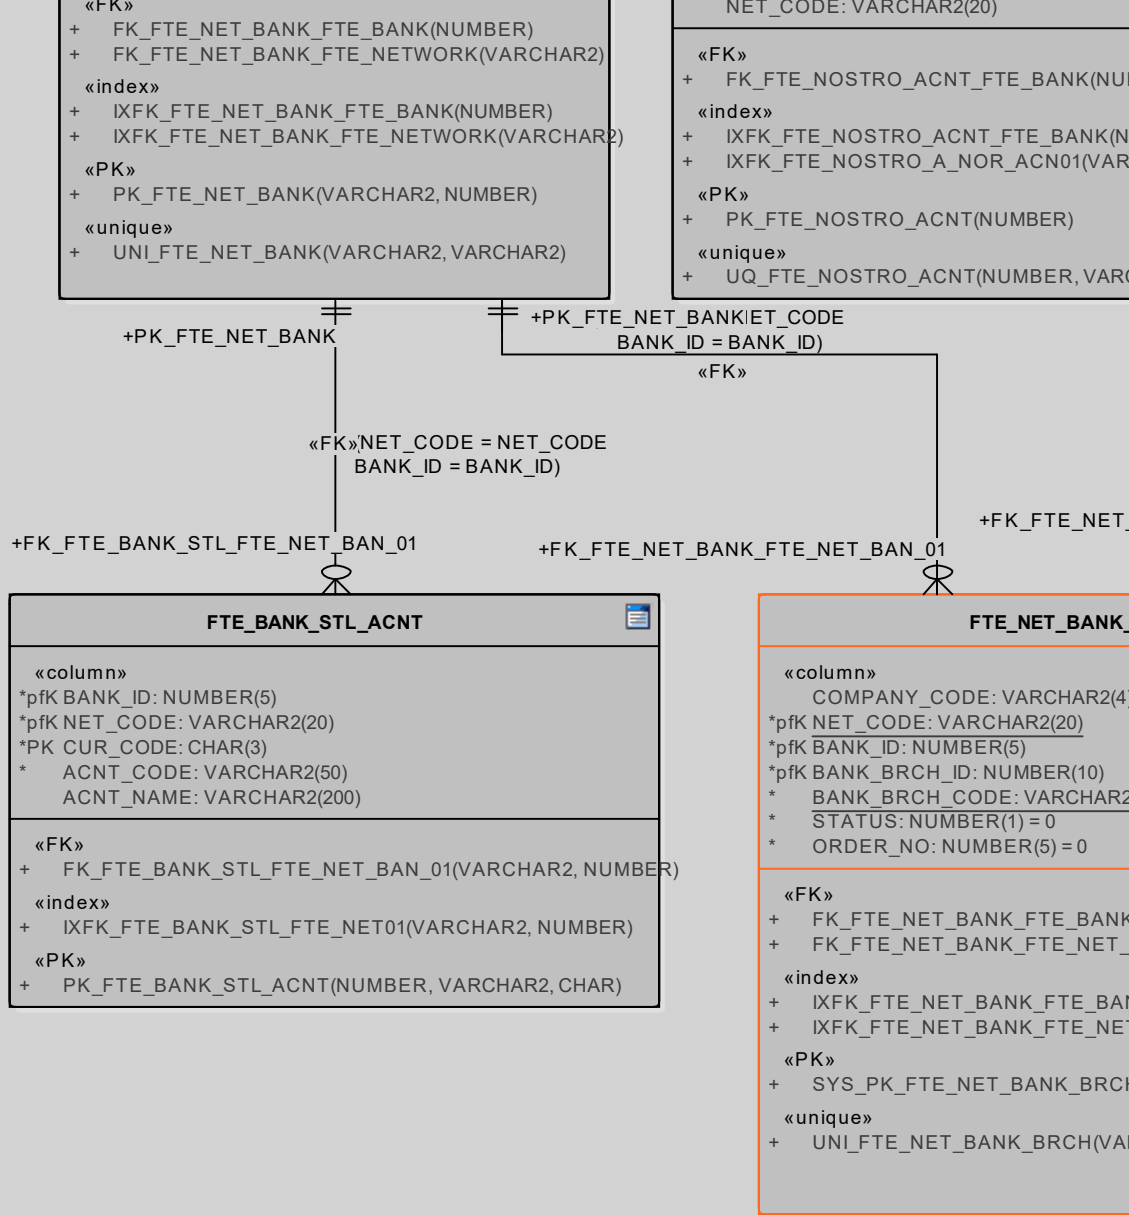 «FK»
+ FK_FTE_NET_BANK_FTE_BANK(NUMBER)
+ FK_FTE_NET_BANK_FTE_NETWORK(VARCHAR2)
«index»
+ IXFK_FTE_NET_BANK_FTE_BANK(NUMBER)
+ IXFK_FTE_NET_BANK_FTE_NETWORK(VARCHAR2)
«PK»
+ PK_FTE_NET_BANK(VARCHAR2, NUMBER)
«unique»
+ UNI_FTE_NET_BANK(VARCHAR2, VARCHAR2)
NET_CODE: VARCHAR2(20)
«FK»
+ FK_FTE_NOSTRO_ACNT_FTE_BANK(NU
«index»
+ IXFK_FTE_NOSTRO_ACNT_FTE_BANK(N
+ IXFK_FTE_NOSTRO_A_NOR_ACN01(VAR
«PK»
+ PK_FTE_NOSTRO_ACNT(NUMBER)
«unique»
+ UQ_FTE_NOSTRO_ACNT(NUMBER, VARC
+PK_FTE_NET_BANK
+PK_FTE_NET_BANK ET_CODE
BANK_ID = BANK_ID)
«FK»
«FK» (NET_CODE = NET_CODE
BANK_ID = BANK_ID)
+FK_FTE_NET_
+FK_FTE_BANK_STL_FTE_NET_BAN_01
+FK_FTE_NET_BANK_FTE_NET_BAN_01
FTE_BANK_STL_ACNT
«column»
*pfK BANK_ID: NUMBER(5)
*pfK NET_CODE: VARCHAR2(20)
*PK CUR_CODE: CHAR(3)
* ACNT_CODE: VARCHAR2(50)
ACNT_NAME: VARCHAR2(200)
«FK»
+ FK_FTE_BANK_STL_FTE_NET_BAN_01(VARCHAR2, NUMBER)
«index»
+ IXFK_FTE_BANK_STL_FTE_NET01(VARCHAR2, NUMBER)
«PK»
+ PK_FTE_BANK_STL_ACNT(NUMBER, VARCHAR2, CHAR)
FTE_NET_BANK_
«column»
COMPANY_CODE: VARCHAR2(4)
*pfK NET_CODE: VARCHAR2(20)
*pfK BANK_ID: NUMBER(5)
*pfK BANK_BRCH_ID: NUMBER(10)
* BANK_BRCH_CODE: VARCHAR2
* STATUS: NUMBER(1) = 0
* ORDER_NO: NUMBER(5) = 0
«FK»
+ FK_FTE_NET_BANK_FTE_BANK
+ FK_FTE_NET_BANK_FTE_NET_
«index»
+ IXFK_FTE_NET_BANK_FTE_BAN
+ IXFK_FTE_NET_BANK_FTE_NET
«PK»
+ SYS_PK_FTE_NET_BANK_BRCH
«unique»
+ UNI_FTE_NET_BANK_BRCH(VAR